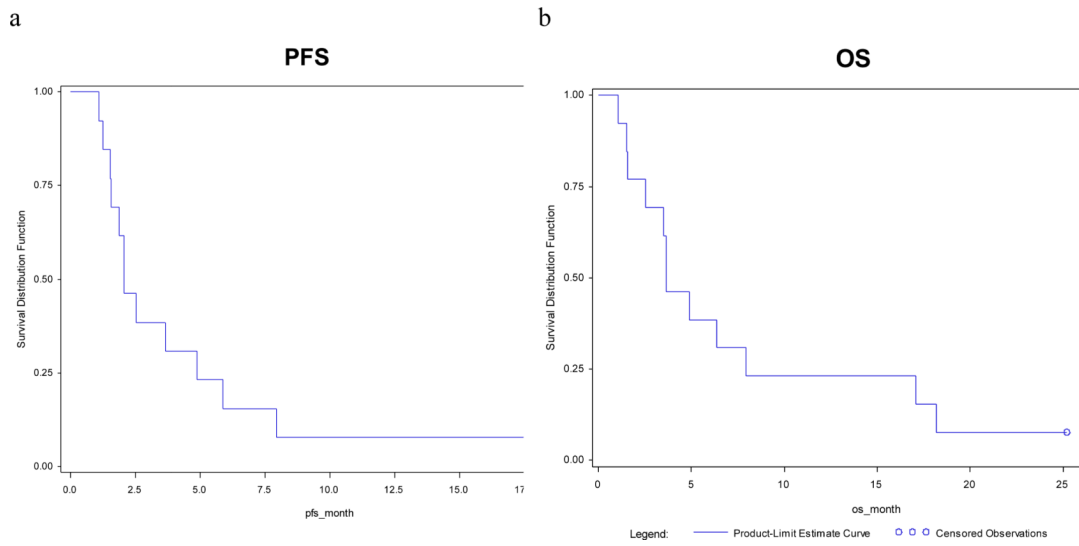 a
PFS
1.00
0.75
0.50
0.25
0.00
Survival Distribution Function
0.0 2.5 5.0 7.5 10.0 12.5 15.0 17
pfs_month
b
OS
1.00
0.75
0.50
0.25
0.00
Survival Distribution Function
0 5 10 15 20 25
os_month
Legend: Product-Limit Estimate Curve Censored Observations